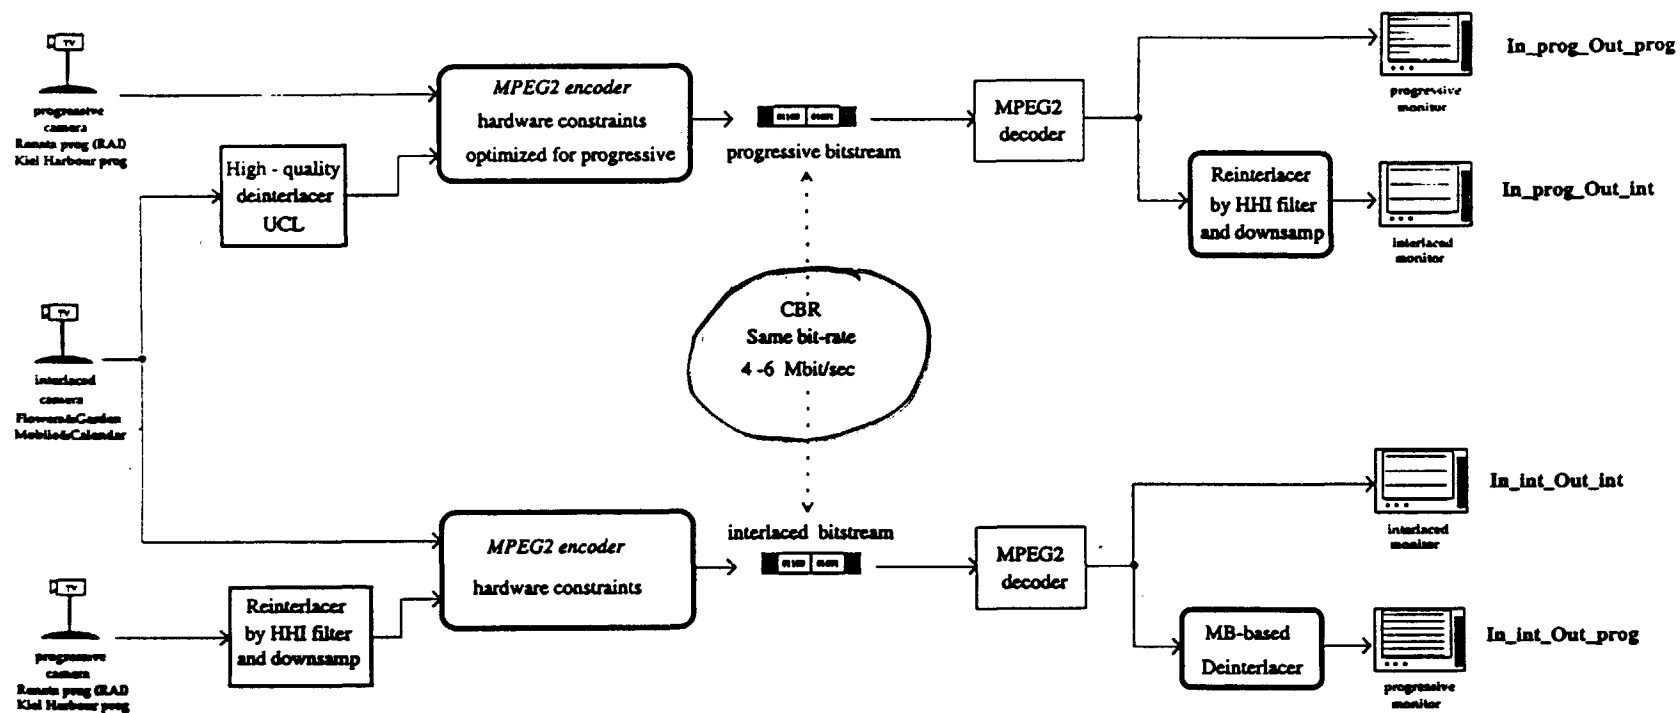 TV
progressive
camera
Renata prog (RAI)
Kiel Harbour prog
High - quality
deinterlacer
UCL
MPEG2 encoder
hardware constraints
optimized for progressive
progressive bitstream
MPEG2
decoder
progressive
monitor
In_prog_Out_prog
Reinterlacer
by HHI filter
and downsamp
interlaced
monitor
In_prog_Out_int
TV
interlaced
camera
Flowers&Garden
Mobile&Calendar
CBR
Same bit-rate
4 -6 Mbit/sec
TV
progressive
camera
Renata prog (RAI)
Kiel Harbour prog
Reinterlacer
by HHI filter
and downsamp
MPEG2 encoder
hardware constraints
interlaced bitstream
MPEG2
decoder
interlaced
monitor
In_int_Out_int
MB-based
Deinterlacer
progressive
monitor
In_int_Out_prog